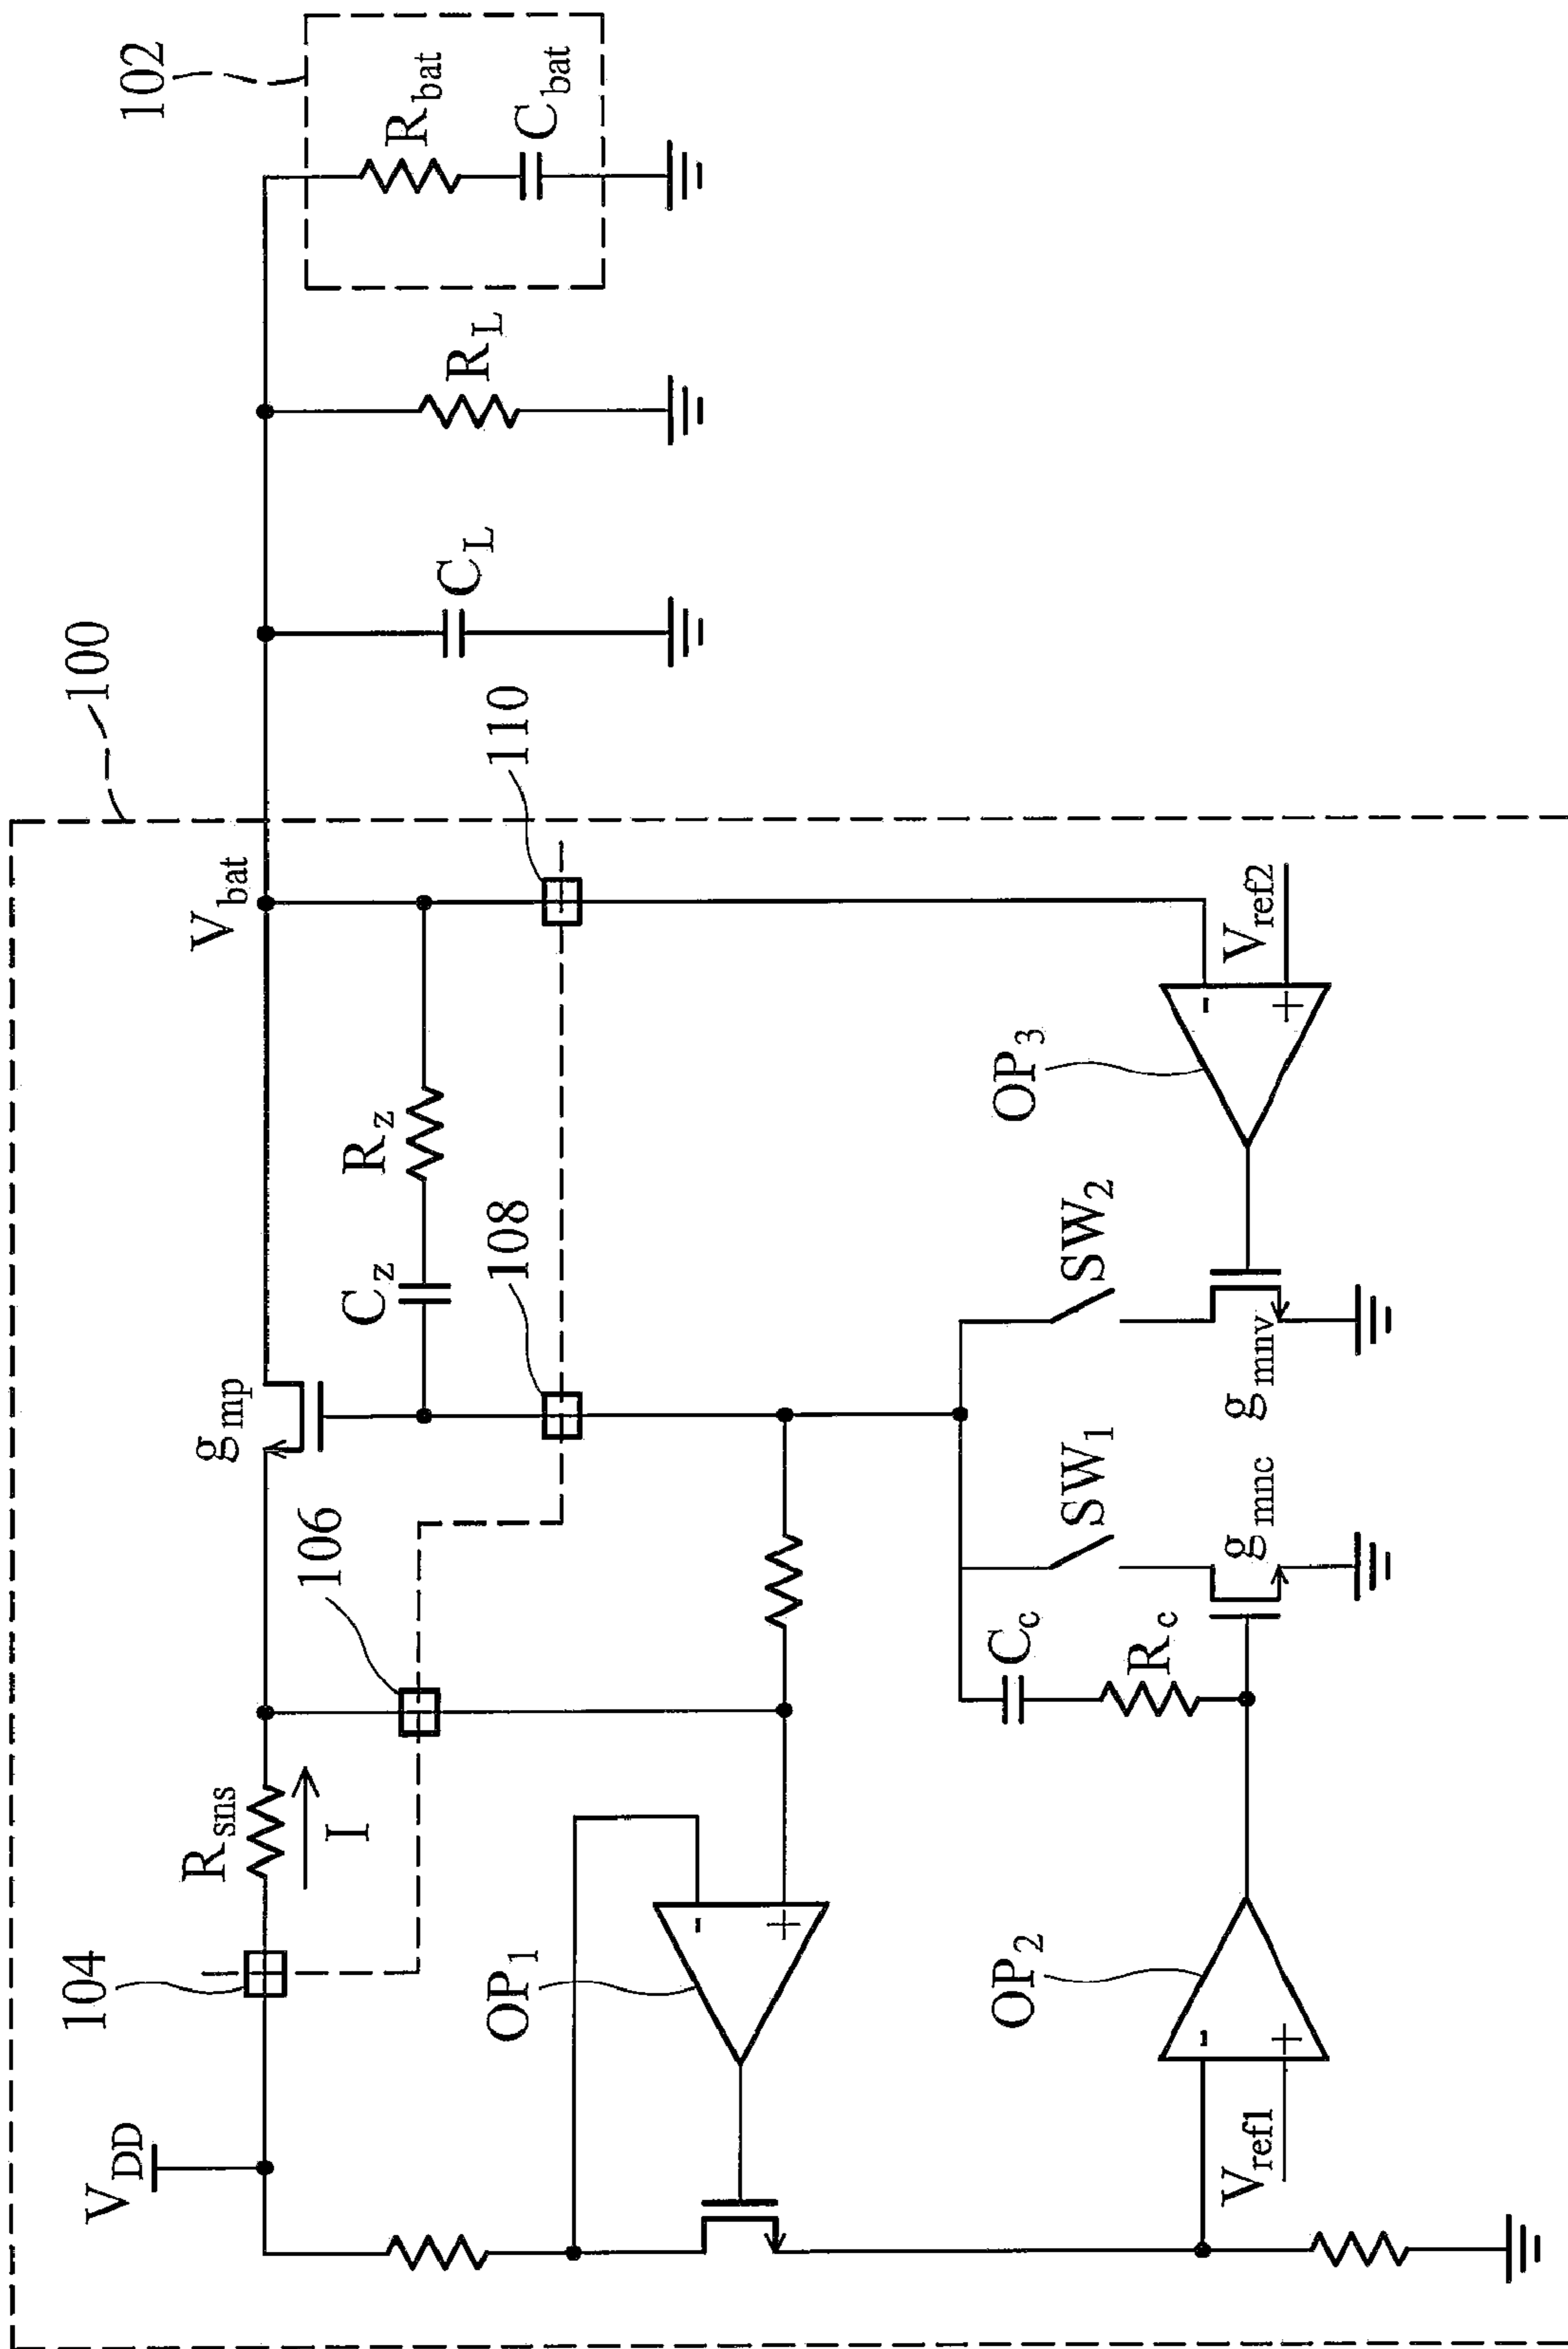 100
102
V_DD
104
R_sns
I
106
g_mp
V_bat
C_z
R_z
108
110
C_L
R_L
R_bat
C_bat
OP_1
-
+
C_c
R_c
SW_1
SW_2
g_mnc
g_mnv
OP_2
-
+
V_ref1
OP_3
-
+
V_ref2